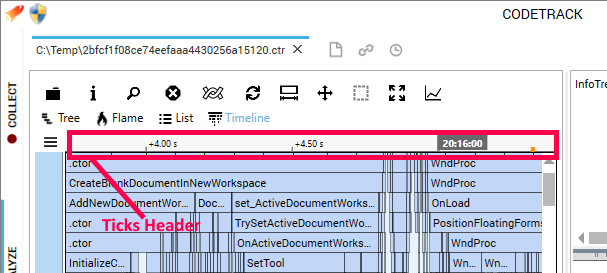 CODETRACK
C:\Temp\2bfcf1f08ce74eefaaa4430256a15120.ctr
COLLECT
InfoTre
Tree Flame List Timeline
+4.00 s +4.50 s 20:16:00
.ctor WndProc
CreateBlankDocumentInNewWorkspace WndProc
AddNewDocumentWor... Doc... set_ActiveDocumentWorks... OnLoad
.ctor TrySetActiveDocumentWo... PositionFloatingForms
Ticks Header
.ctor OnActiveDocumentWorks... WndProc
InitializeC... SetTool Wn... Wn...
LYZE